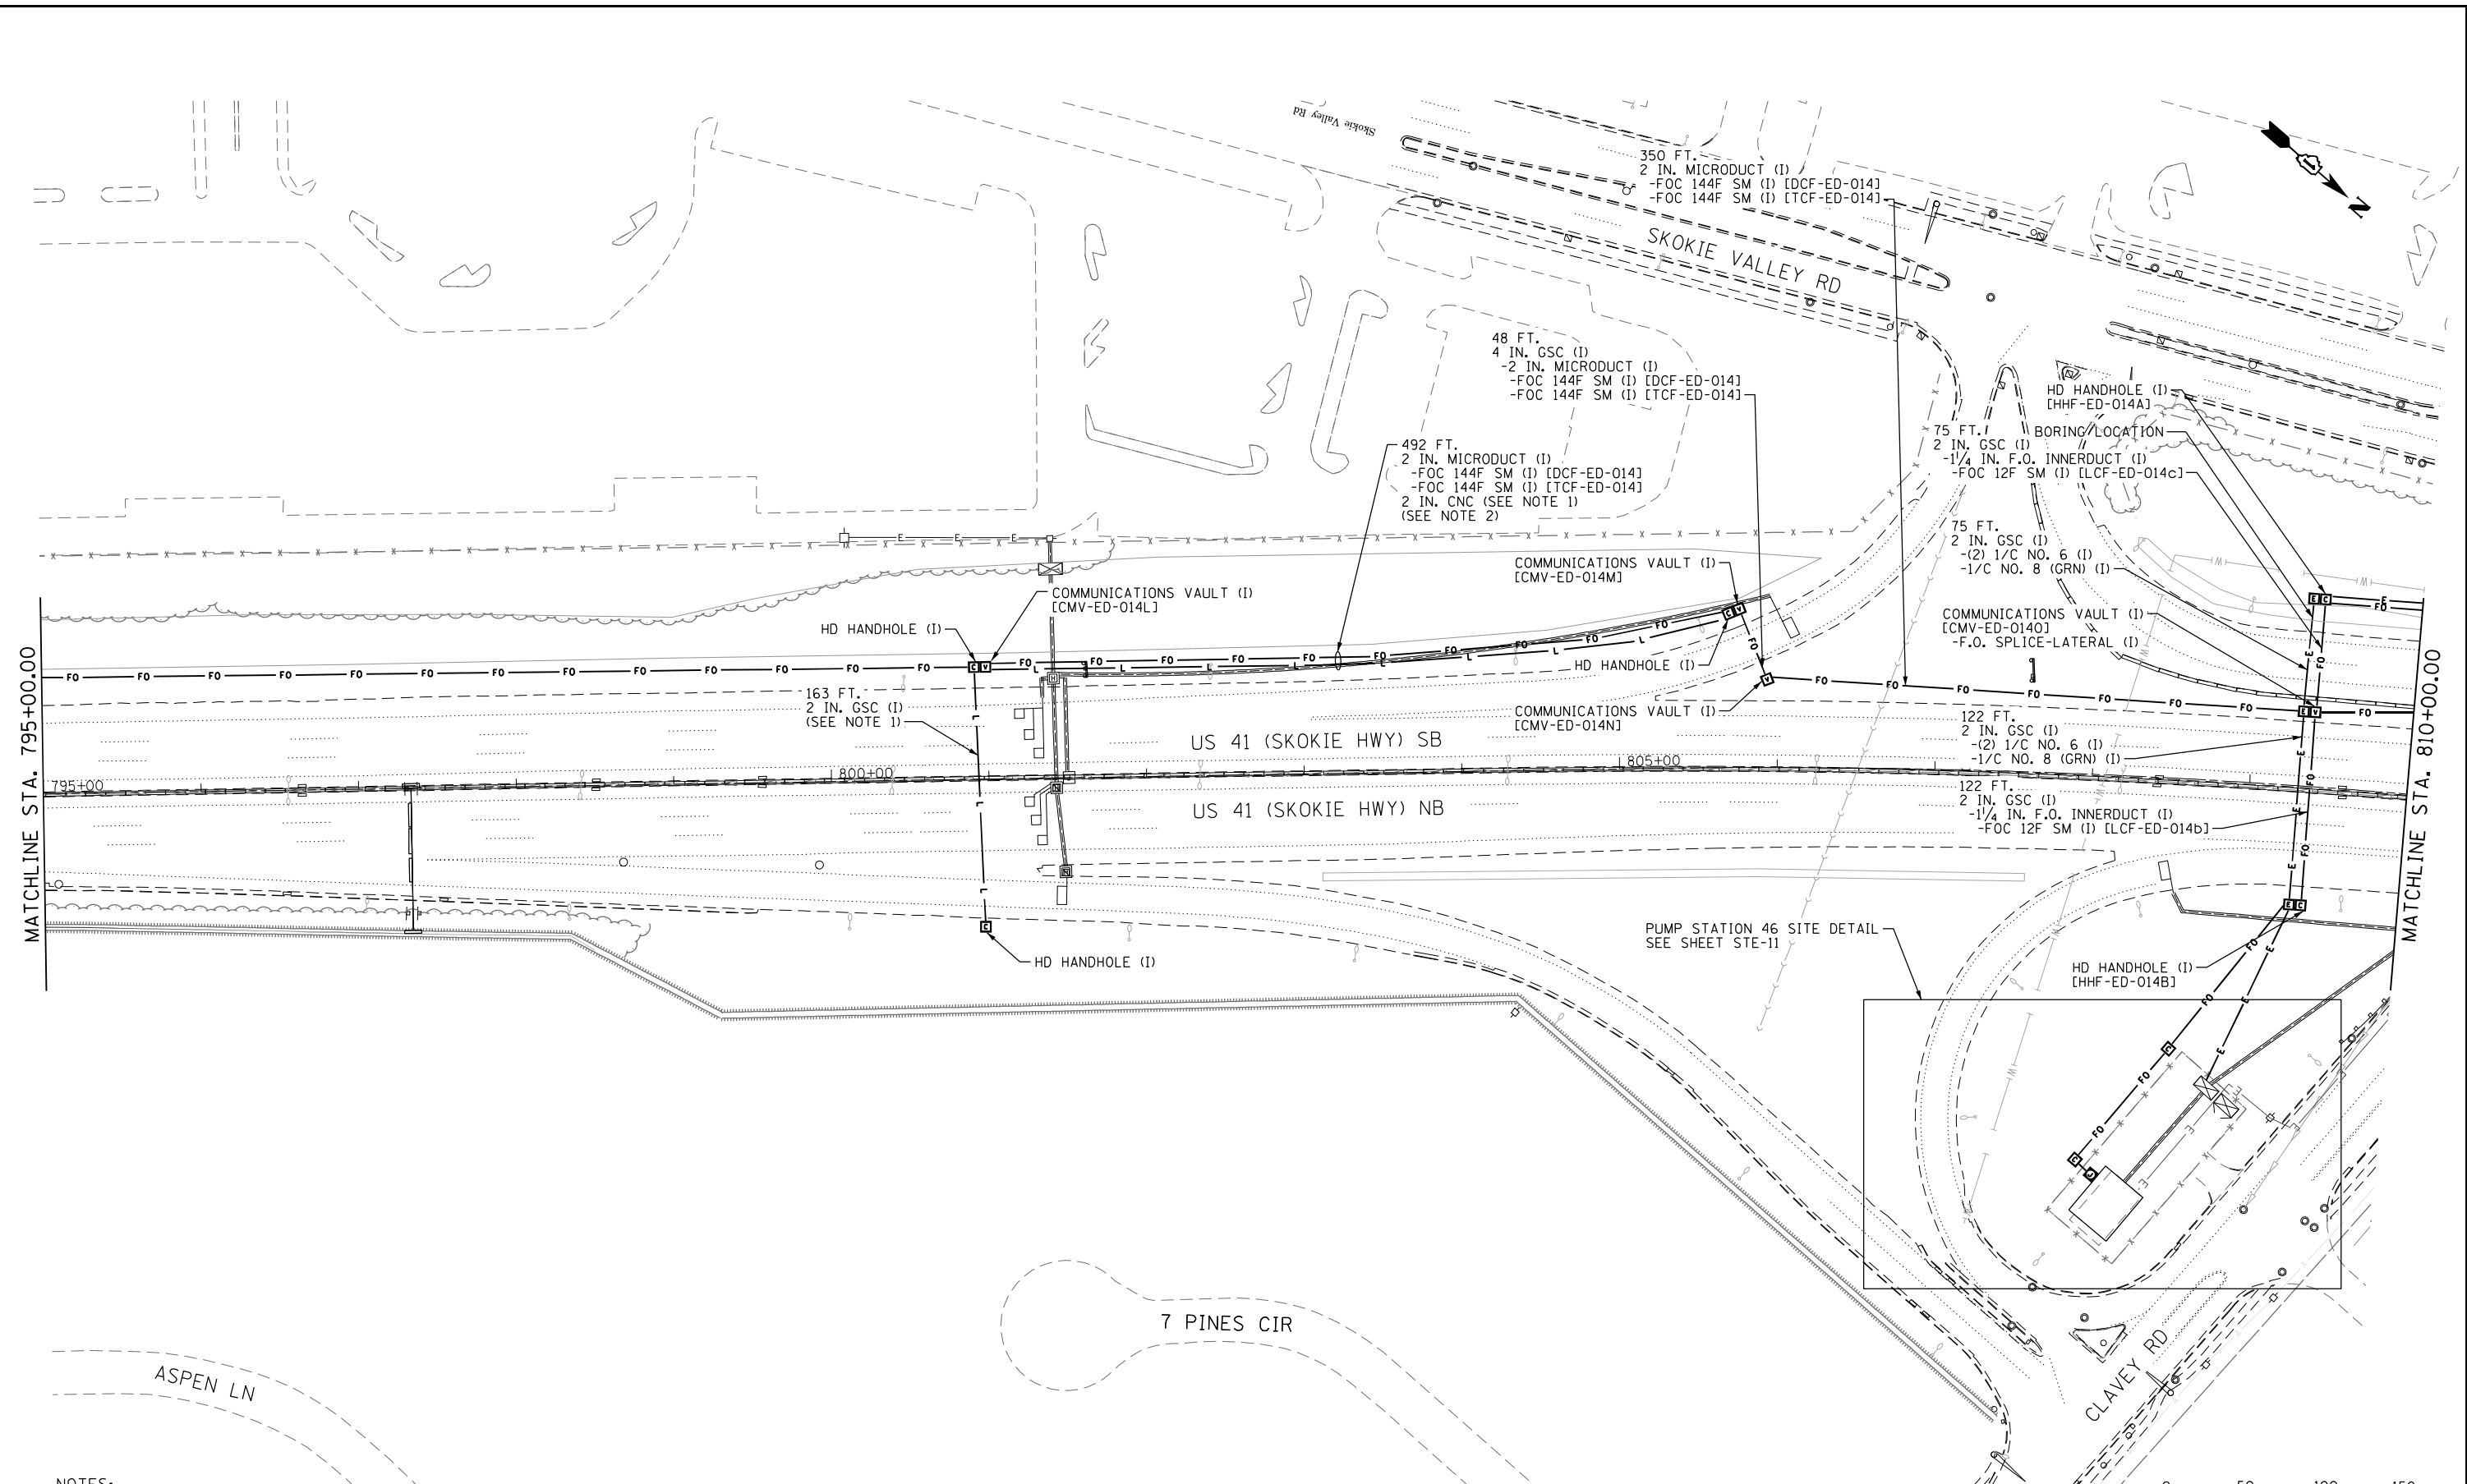 Skokie Valley Rd
350 FT.
2 IN. MICRODUCT (I)
-FOC 144F SM (I) [DCF-ED-014]
-FOC 144F SM (I) [TCF-ED-014]
N
SKOKIE VALLEY RD
48 FT.
4 IN. GSC (I)
-2 IN. MICRODUCT (I)
-FOC 144F SM (I) [DCF-ED-014]
-FOC 144F SM (I) [TCF-ED-014]
HD HANDHOLE (I)
[HHF-ED-014A]
BORING LOCATION
75 FT.
2 IN. GSC (I)
-1 1/4 IN. F.O. INNERDUCT (I)
-FOC 12F SM (I) [LCF-ED-014c]
492 FT.
2 IN. MICRODUCT (I)
-FOC 144F SM (I) [DCF-ED-014]
-FOC 144F SM (I) [TCF-ED-014]
2 IN. CNC (SEE NOTE 1)
(SEE NOTE 2)
75 FT.
2 IN. GSC (I)
-(2) 1/C NO. 6 (I)
-1/C NO. 8 (GRN) (I)
COMMUNICATIONS VAULT (I)
[CMV-ED-014M]
COMMUNICATIONS VAULT (I)
[CMV-ED-014L]
HD HANDHOLE (I)
COMMUNICATIONS VAULT (I)
[CMV-ED-014O]
-F.O. SPLICE-LATERAL (I)
HD HANDHOLE (I)
163 FT.
2 IN. GSC (I)
(SEE NOTE 1)
COMMUNICATIONS VAULT (I)
[CMV-ED-014N]
122 FT.
2 IN. GSC (I)
-(2) 1/C NO. 6 (I)
-1/C NO. 8 (GRN) (I)
US 41 (SKOKIE HWY) SB
795+00
800+00
805+00
US 41 (SKOKIE HWY) NB
122 FT.
2 IN. GSC (I)
-1 1/4 IN. F.O. INNERDUCT (I)
-FOC 12F SM (I) [LCF-ED-014b]
MATCHLINE STA. 795+00.00
MATCHLINE STA. 810+00.00
PUMP STATION 46 SITE DETAIL
SEE SHEET STE-11
HD HANDHOLE (I)
HD HANDHOLE (I)
[HHF-ED-014B]
7 PINES CIR
ASPEN LN
CLAVEY RD
NOTES:
0 50 100 150